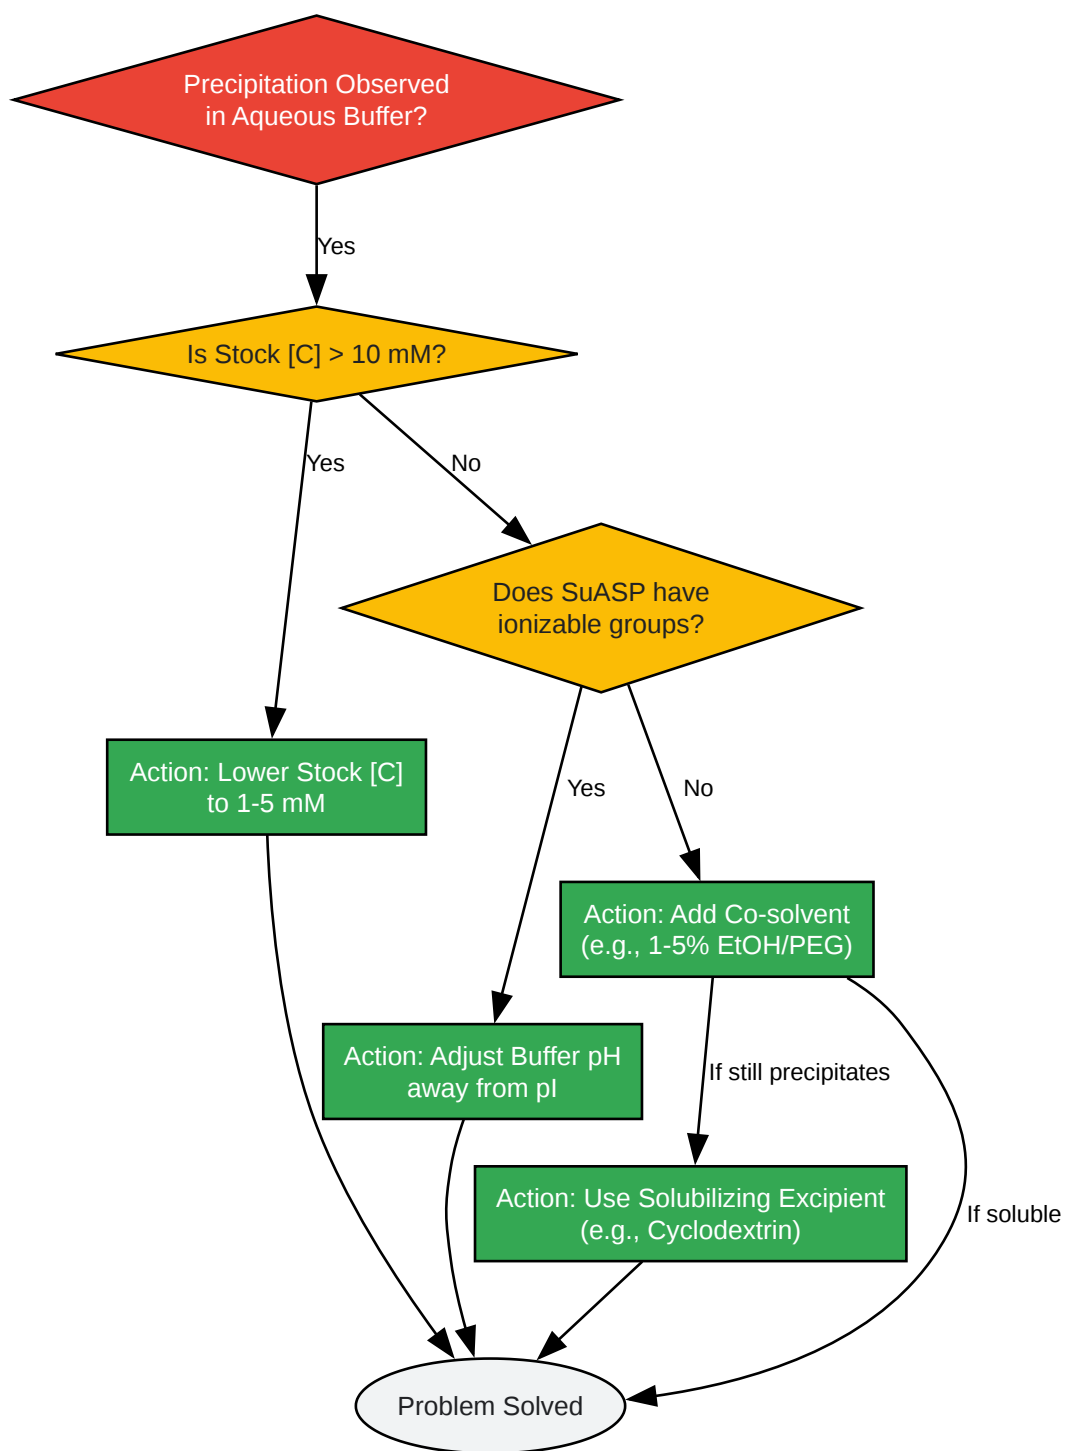 Precipitation Observed
in Aqueous Buffer?
Yes
Is Stock [C] > 10 mM?
Yes
No
Does SuASP have
ionizable groups?
Action: Lower Stock [C]
to 1-5 mM
Yes
No
Action: Add Co-solvent
(e.g., 1-5% EtOH/PEG)
Action: Adjust Buffer pH
away from pI
If still precipitates
Action: Use Solubilizing Excipient
(e.g., Cyclodextrin)
If soluble
Problem Solved